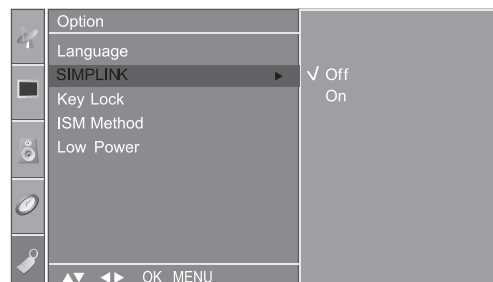 Option
Language
SIMPLINK ▶
Key Lock
ISM Method
Low Power
▲▼ ◀▶ OK MENU
√ Off
On